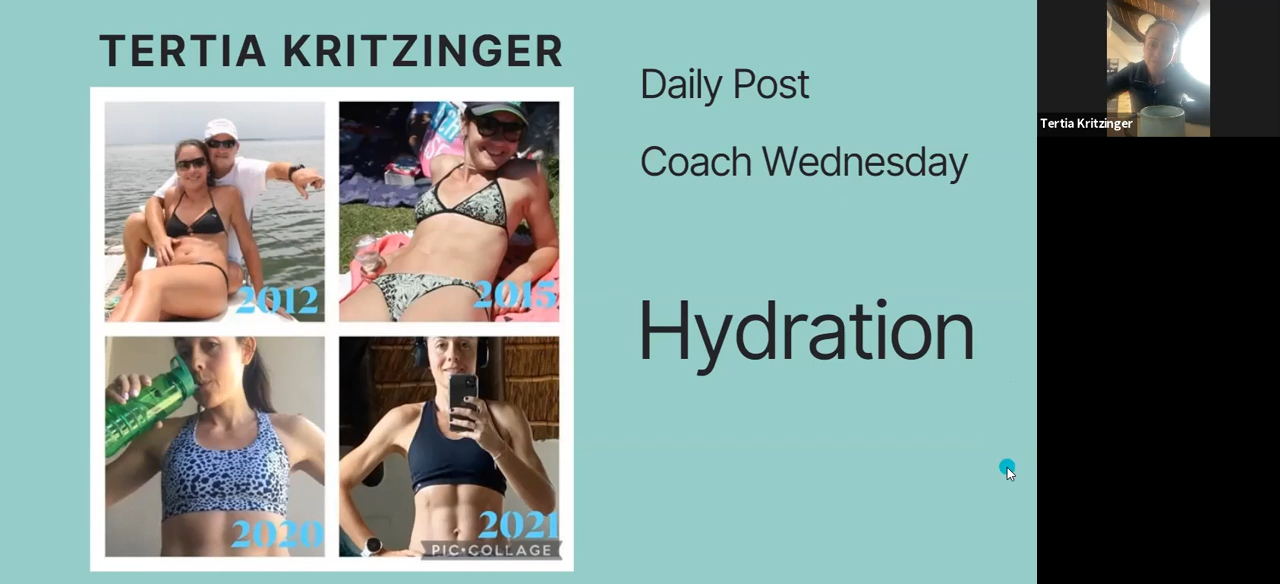 TERTIA KRITZINGER
2012
2015
2020
2021
PIC•COLLAGE
Daily Post
Coach Wednesday
Hydration
Tertia Kritzinger